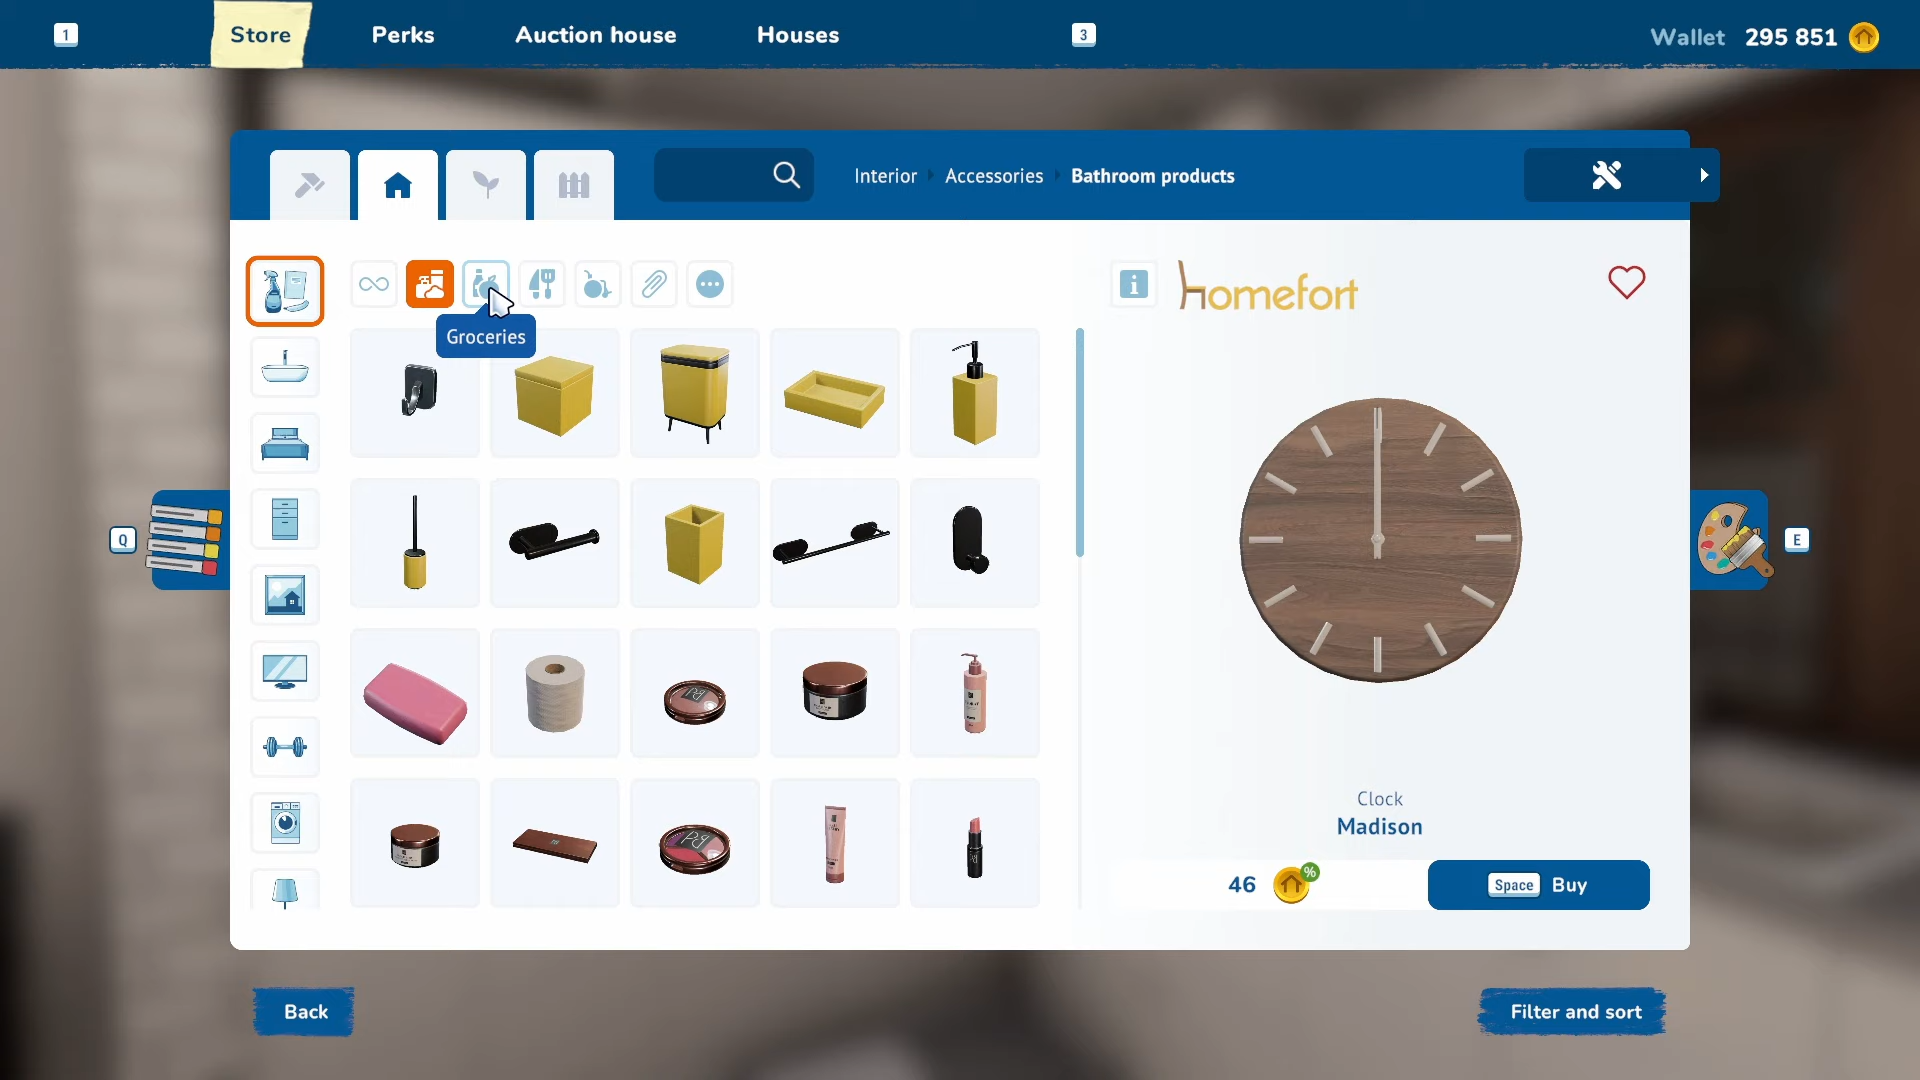 1
Store
Perks
Auction house
Houses
3
Wallet 295 851
Interior
Accessories
Bathroom products
homefort
Groceries
Q
E
Clock
Madison
46
%
Space Buy
Back
Filter and sort